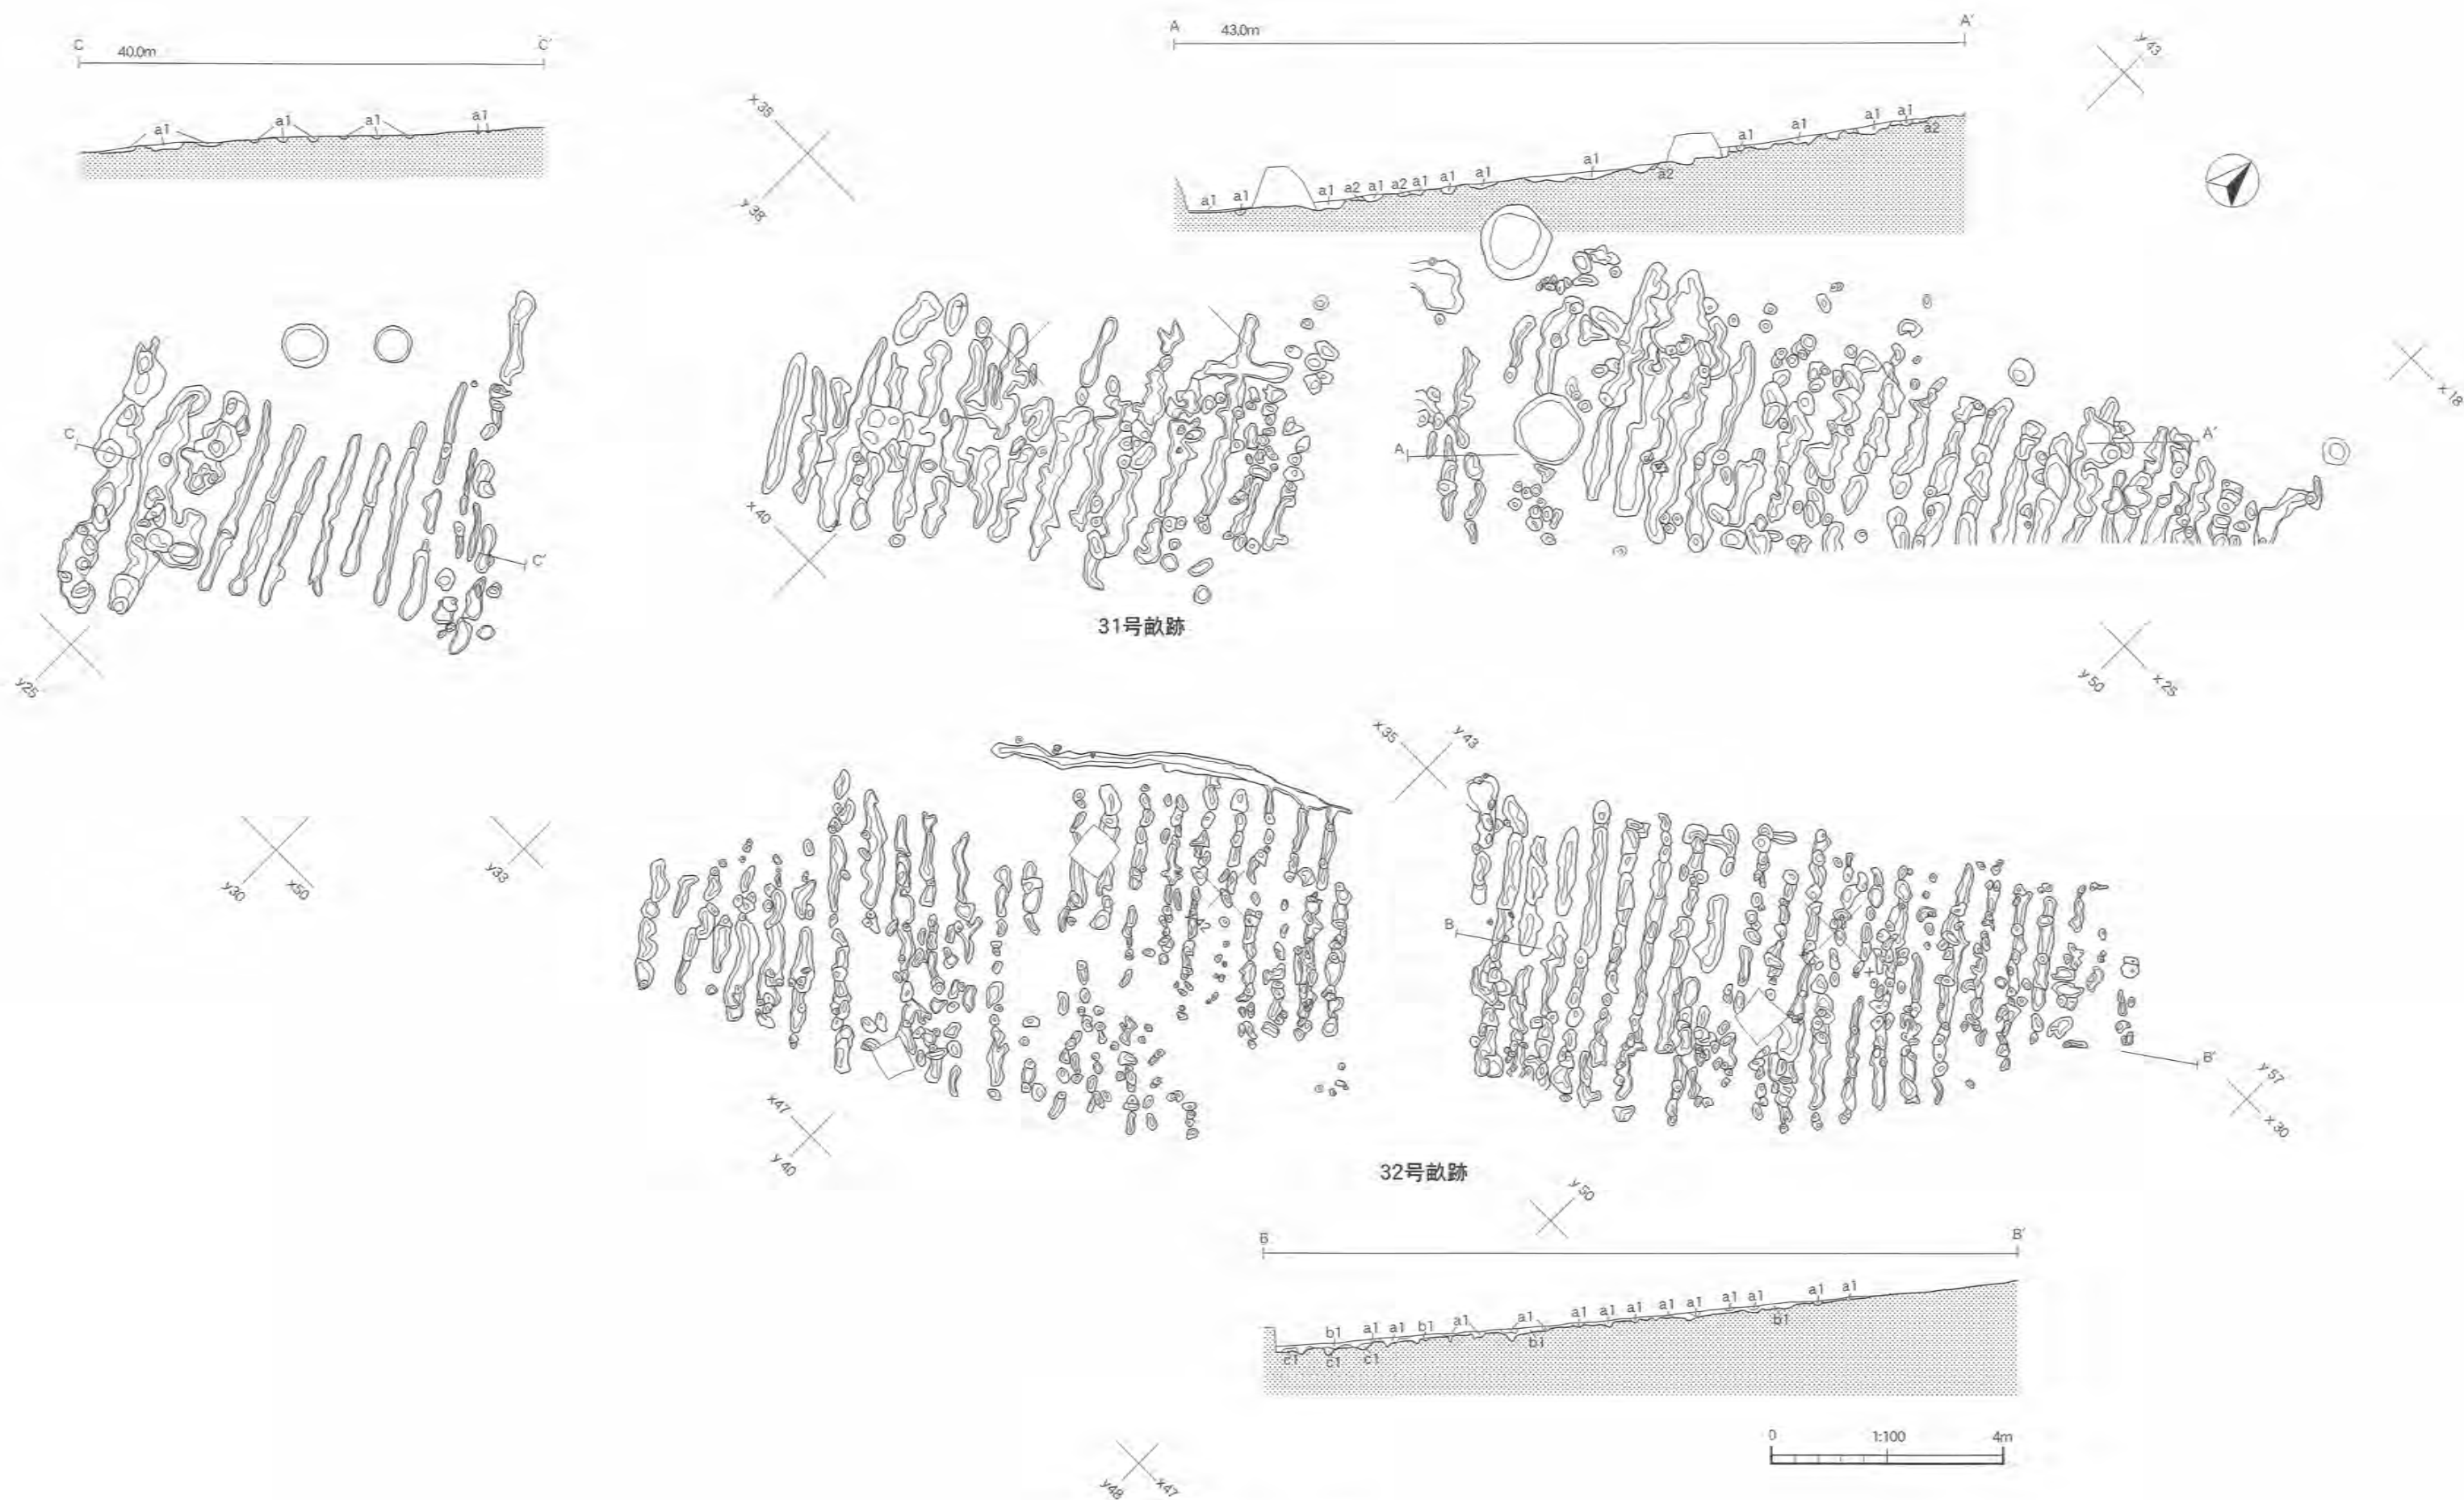 C 40.0m C′
a1 a1 a1 a1
A 43.0m A′
a1 a1 a1 a2 a1 a2 a1 a1 a1 a1 a2 a1 a1 a1 a1 a2
y43
x38
y38
x18
C
C′
y25
x40
A
A′
31号畝跡
y50 x25
x35 y43
y30 x50
y33
42
B
B′
x47
y40
y57
x30
32号畝跡
y50
B B′
c1 b1 c1 a1 c1 a1 b1 a1 a1 b1 a1 a1 a1 a1 a1 a1 a1 b1 a1 a1
0 1:100 4m
y48 x47